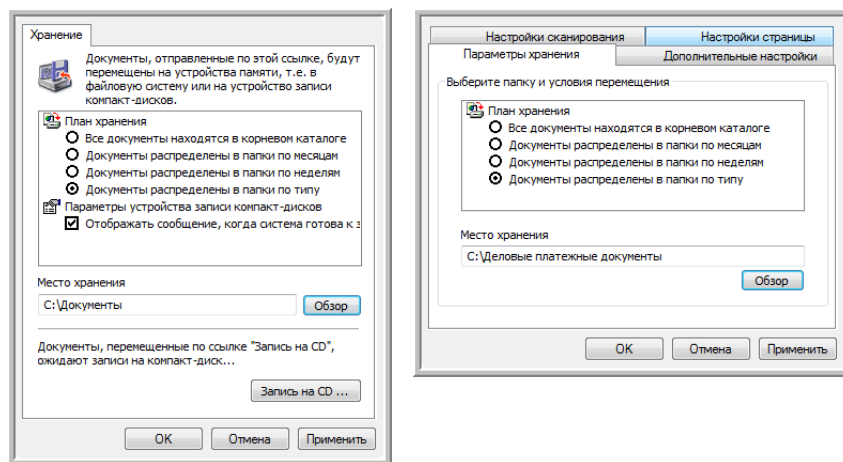 Хранение
Документы, отправленные по этой ссылке, будут
перемещены на устройства памяти, т.е. в
файловую систему или на устройство записи
компакт-дисков.
План хранения
Все документы находятся в корневом каталоге
Документы распределены в папки по месяцам
Документы распределены в папки по неделям
Документы распределены в папки по типу
Параметры устройства записи компакт-дисков
Отображать сообщение, когда система готова к з
Место хранения
C:\Документы
Обзор
Документы, перемещенные по ссылке "Запись на CD",
ожидают записи на компакт-диск...
Запись на CD ...
OK
Отмена
Применить
Настройки сканирования
Настройки страницы
Параметры хранения
Дополнительные настройки
Выберите папку и условия перемещения
План хранения
Все документы находятся в корневом каталоге
Документы распределены в папки по месяцам
Документы распределены в папки по неделям
Документы распределены в папки по типу
Место хранения
C:\Деловые платежные документы
Обзор
OK
Отмена
Применить